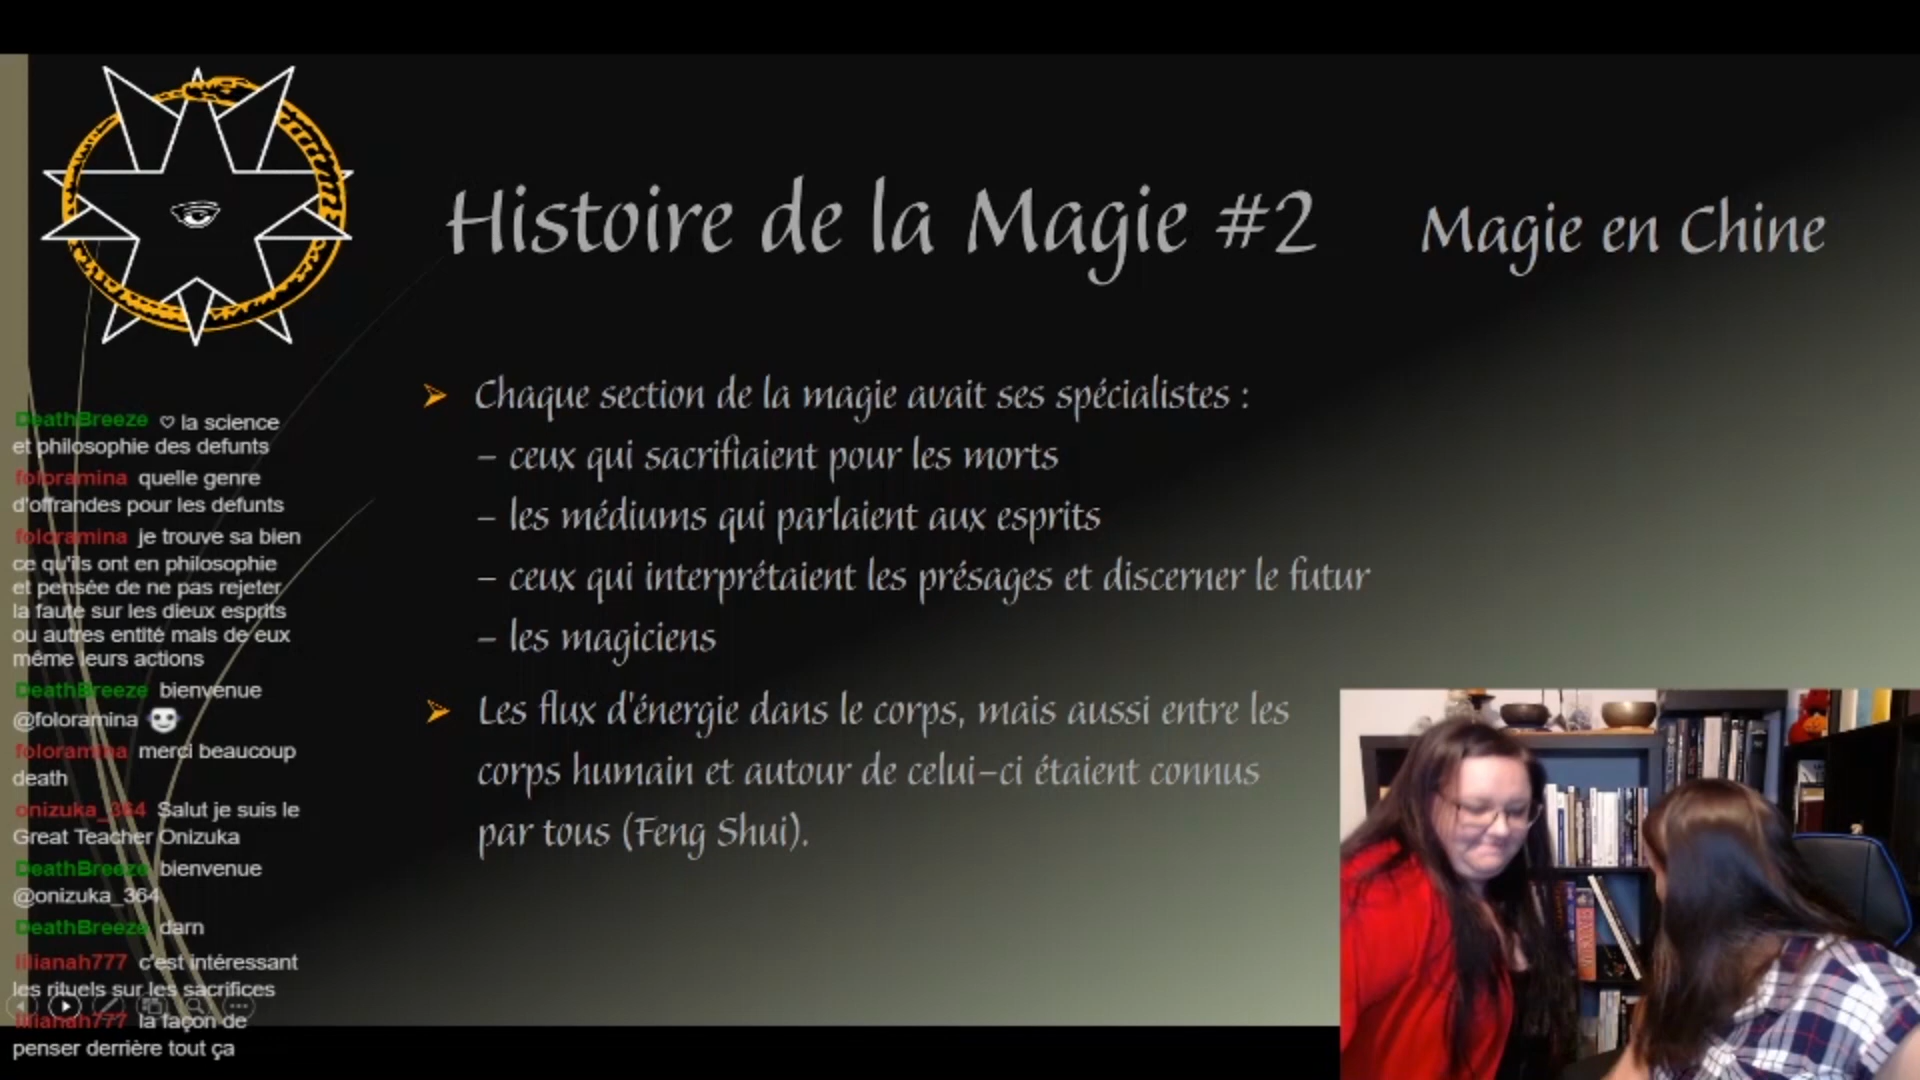 Histoire de la Magie #2 Magie en Chine
Chaque section de la magie avait ses spécialistes :
– ceux qui sacrifiaient pour les morts
– les médiums qui parlaient aux esprits
– ceux qui interprétaient les présages et discerner le futur
– les magiciens
Les flux d'énergie dans le corps, mais aussi entre les
corps humain et autour de celui-ci étaient connus
par tous (Feng Shui).
DeathBreeze ♡ la science
et philosophie des defunts
foloramina quelle genre
d'offrandes pour les defunts
foloramina je trouve sa bien
ce qu'ils ont en philosophie
et pensée de ne pas rejeter
la faute sur les dieux esprits
ou autres entité mais de eux
même leurs actions
DeathBreeze bienvenue
@foloramina
foloramina merci beaucoup
death
onizuka_364 Salut je suis le
Great Teacher Onizuka
DeathBreeze bienvenue
@onizuka_364
DeathBreeze darn
lilianah777 c'est intéressant
les rituels sur les sacrifices
lilianah777 la façon de
penser derrière tout ça